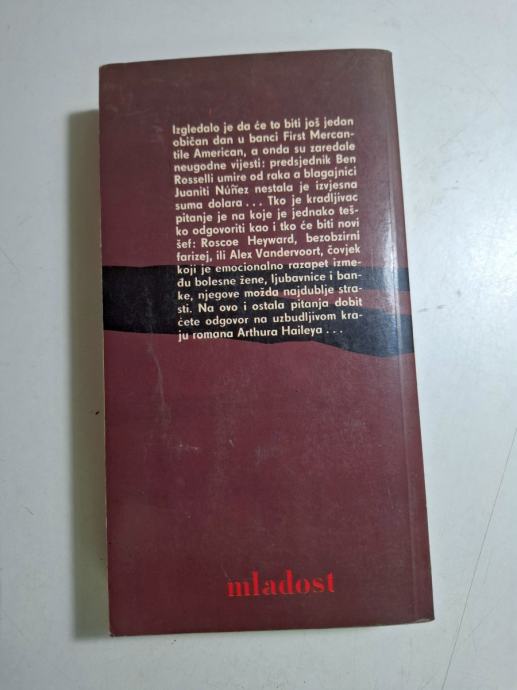 Izgledalo je da će to biti još jedan
običan dan u banci First Mercan-
tile American, a onda su zaredale
neugodne vijesti: predsjednik Ben
Rosselli umire od raka a blagajnici
Juaniti Núñez nestala je izvjesna
suma dolara... Tko je kradljivac
pitanje je na koje je jednako teš-
ko odgovoriti kao i tko će biti novi
šef: Roscoe Heyward, bezobzirni
farizej, ili Alex Vandervoort, čovjek
koji je emocionalno razapet izme-
đu bolesne žene, ljubavnice i ban-
ke, njegove možda najdublje stra-
sti. Na ovo i ostala pitanja dobit
ćete odgovor na uzbudljivom kra-
ju romana Arthura Haileya...
mladost